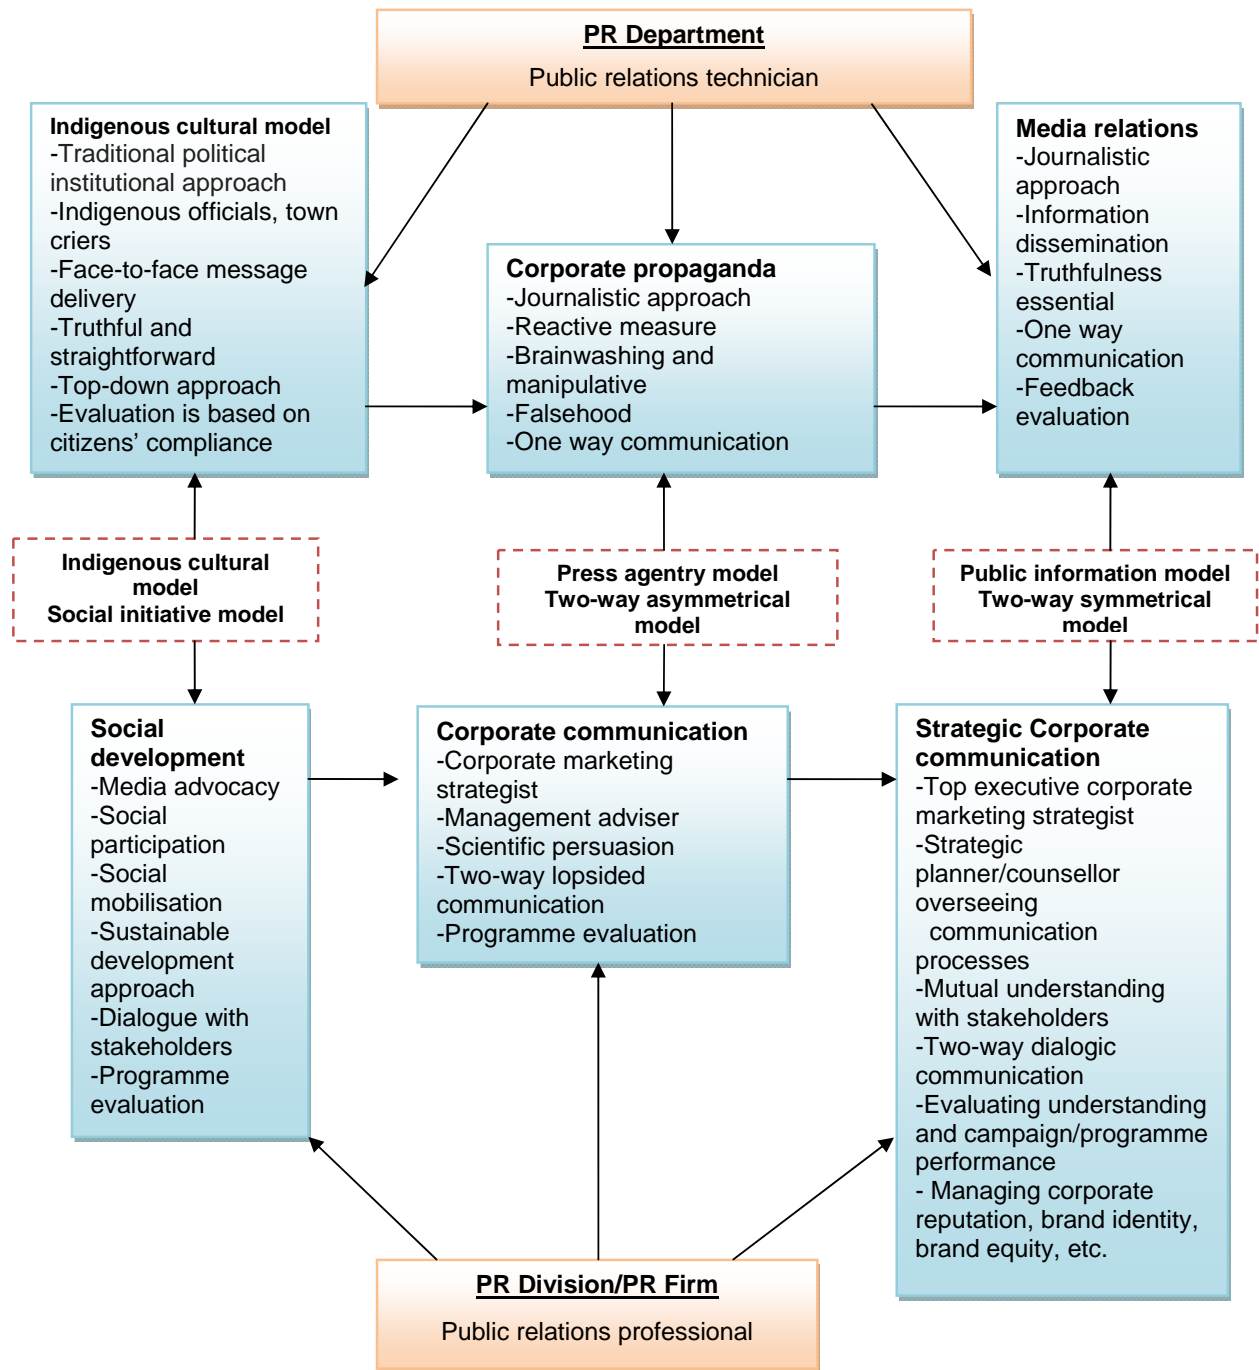 PR Department
Public relations technician
Indigenous cultural model
-Traditional political
institutional approach
-Indigenous officials, town
criers
-Face-to-face message
delivery
-Truthful and
straightforward
-Top-down approach
-Evaluation is based on
citizens’ compliance
Corporate propaganda
-Journalistic approach
-Reactive measure
-Brainwashing and
manipulative
-Falsehood
-One way communication
Media relations
-Journalistic
approach
-Information
dissemination
-Truthfulness
essential
-One way
communication
-Feedback
evaluation
Indigenous cultural
model
Social initiative model
Press agentry model
Two-way asymmetrical
model
Public information model
Two-way symmetrical
model
Social
development
-Media advocacy
-Social
participation
-Social
mobilisation
-Sustainable
development
approach
-Dialogue with
stakeholders
-Programme
evaluation
Corporate communication
-Corporate marketing
strategist
-Management adviser
-Scientific persuasion
-Two-way lopsided
communication
-Programme evaluation
Strategic Corporate
communication
-Top executive corporate
marketing strategist
-Strategic
planner/counsellor
overseeing
communication
processes
-Mutual understanding
with stakeholders
-Two-way dialogic
communication
-Evaluating understanding
and campaign/programme
performance
- Managing corporate
reputation, brand identity,
brand equity, etc.
PR Division/PR Firm
Public relations professional